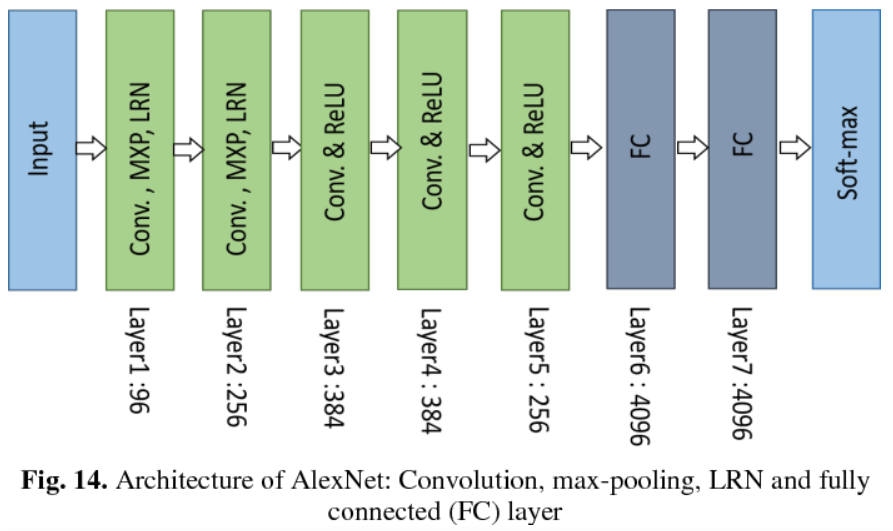 Input
Conv. , MXP, LRN
Conv. , MXP, LRN
Conv. & ReLU
Conv. & ReLU
Conv. & ReLU
FC
FC
Soft-max
Layer1 :96
Layer2 :256
Layer3 :384
Layer4 : 384
Layer5 : 256
Layer6 : 4096
Layer7 :4096
Fig. 14. Architecture of AlexNet: Convolution, max-pooling, LRN and fully
connected (FC) layer